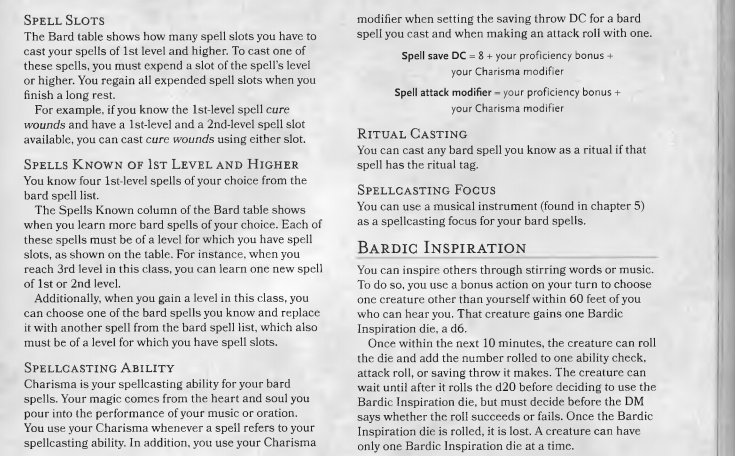 SPELL SLOTS
The Bard table shows how many spell slots you have to
cast your spells of 1st level and higher. To cast one of
these spells, you must expend a slot of the spell's level
or higher. You regain all expended spell slots when you
finish a long rest.
For example, if you know the 1st-level spell cure
wounds and have a 1st-level and a 2nd-level spell slot
available, you can cast cure wounds using either slot.
SPELLS KNOWN OF 1ST LEVEL AND HIGHER
You know four 1st-level spells of your choice from the
bard spell list.
The Spells Known column of the Bard table shows
when you learn more bard spells of your choice. Each of
these spells must be of a level for which you have spell
slots, as shown on the table. For instance, when you
reach 3rd level in this class, you can learn one new spell
of 1st or 2nd level.
Additionally, when you gain a level in this class, you
can choose one of the bard spells you know and replace
it with another spell from the bard spell list, which also
must be of a level for which you have spell slots.
SPELLCASTING ABILITY
Charisma is your spellcasting ability for your bard
spells. Your magic comes from the heart and soul you
pour into the performance of your music or oration.
You use your Charisma whenever a spell refers to your
spellcasting ability. In addition, you use your Charisma
modifier when setting the saving throw DC for a bard
spell you cast and when making an attack roll with one.
Spell save DC = 8 + your proficiency bonus +
your Charisma modifier
Spell attack modifier = your proficiency bonus +
your Charisma modifier
RITUAL CASTING
You can cast any bard spell you know as a ritual if that
spell has the ritual tag.
SPELLCASTING FOCUS
You can use a musical instrument (found in chapter 5)
as a spellcasting focus for your bard spells.
BARDIC INSPIRATION
You can inspire others through stirring words or music.
To do so, you use a bonus action on your turn to choose
one creature other than yourself within 60 feet of you
who can hear you. That creature gains one Bardic
Inspiration die, a d6.
Once within the next 10 minutes, the creature can roll
the die and add the number rolled to one ability check,
attack roll, or saving throw it makes. The creature can
wait until after it rolls the d20 before deciding to use the
Bardic Inspiration die, but must decide before the DM
says whether the roll succeeds or fails. Once the Bardic
Inspiration die is rolled, it is lost. A creature can have
only one Bardic Inspiration die at a time.